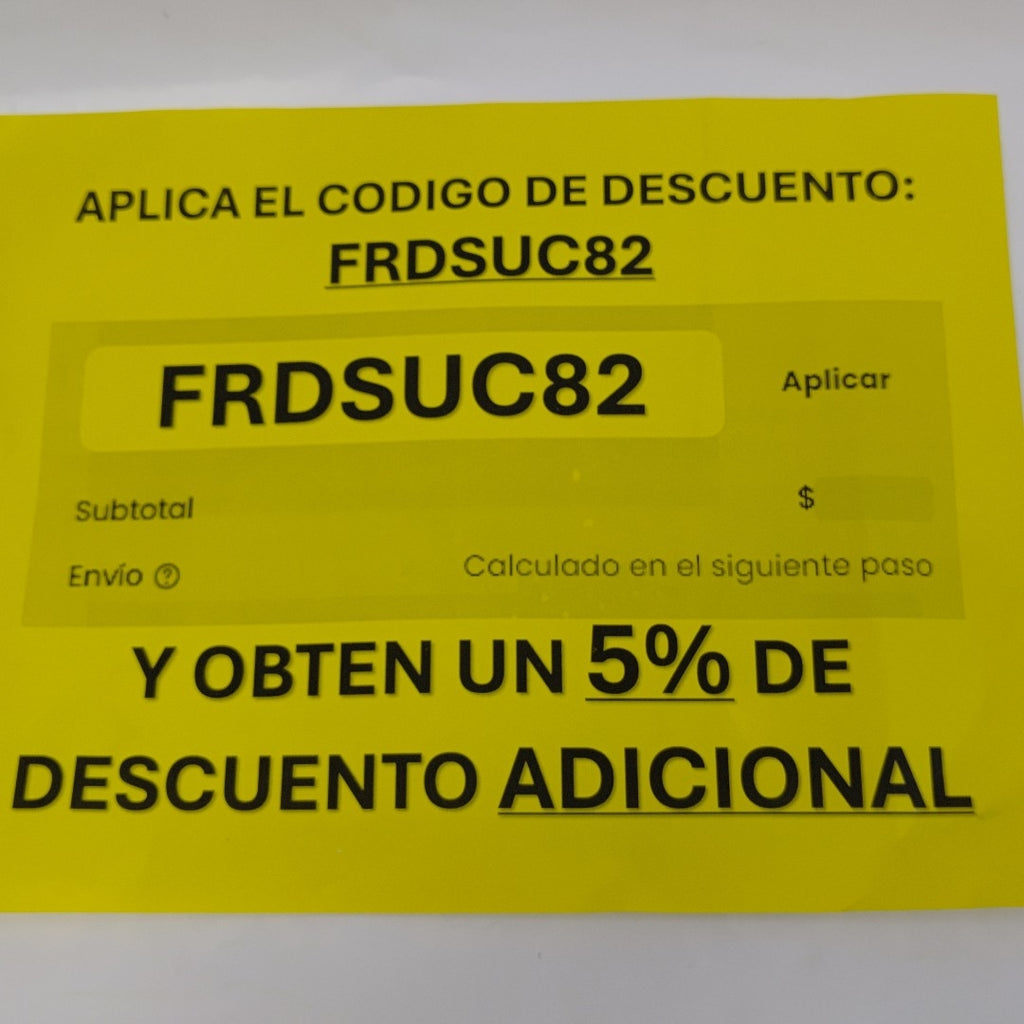 APLICA EL CODIGO DE DESCUENTO:
FRDSUC82
FRDSUC82 Aplicar
Subtotal $
Envío ? Calculado en el siguiente paso
Y OBTEN UN 5% DE
DESCUENTO ADICIONAL